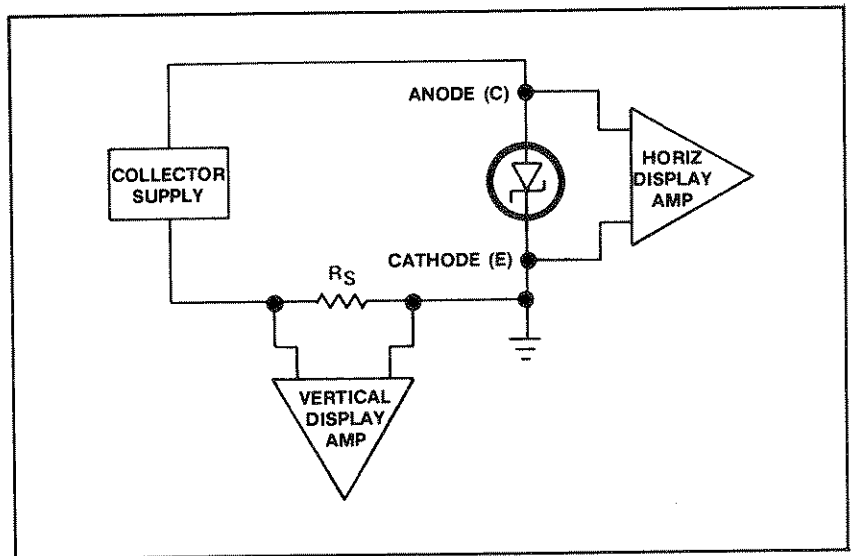 ANODE (C)
COLLECTOR
SUPPLY
HORIZ
DISPLAY
AMP
CATHODE (E)
RS
VERTICAL
DISPLAY
AMP